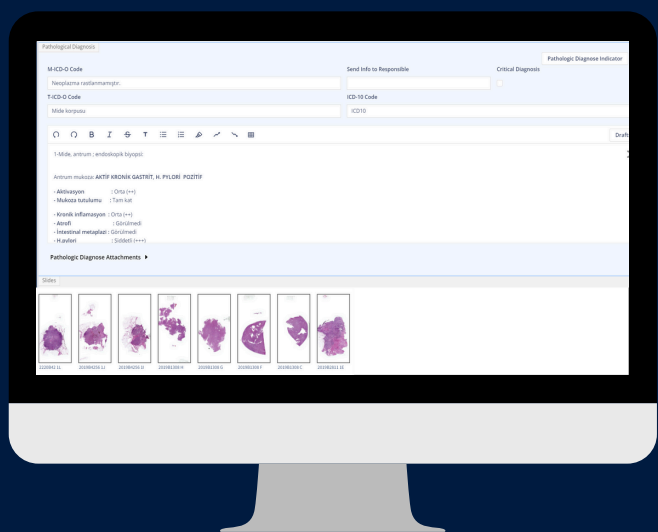 Pathological Diagnosis
Pathologic Diagnose Indicator
M-ICD-O Code
Send Info to Responsible
Critical Diagnosis
Neoplazma rastlanmamıştır.
T-ICD-O Code
ICD-10 Code
Mide korpusu
ICD10
B I S T
Draft
1-Mide, antrum ; endoskopik biyopsi;
Antrum mukoza: AKTİF KRONİK GASTRİT, H. PYLORİ POZİTİF
- Aktivasyon : Orta (++)
- Mukoza tutulumu : Tam kat
- Kronik inflamasyon : Orta (++)
- Atrofi : Görülmedi
- İntestinal metaplazi : Görülmedi
- H.pylori : Şiddetli (+++)
Pathologic Diagnose Attachments
Slides